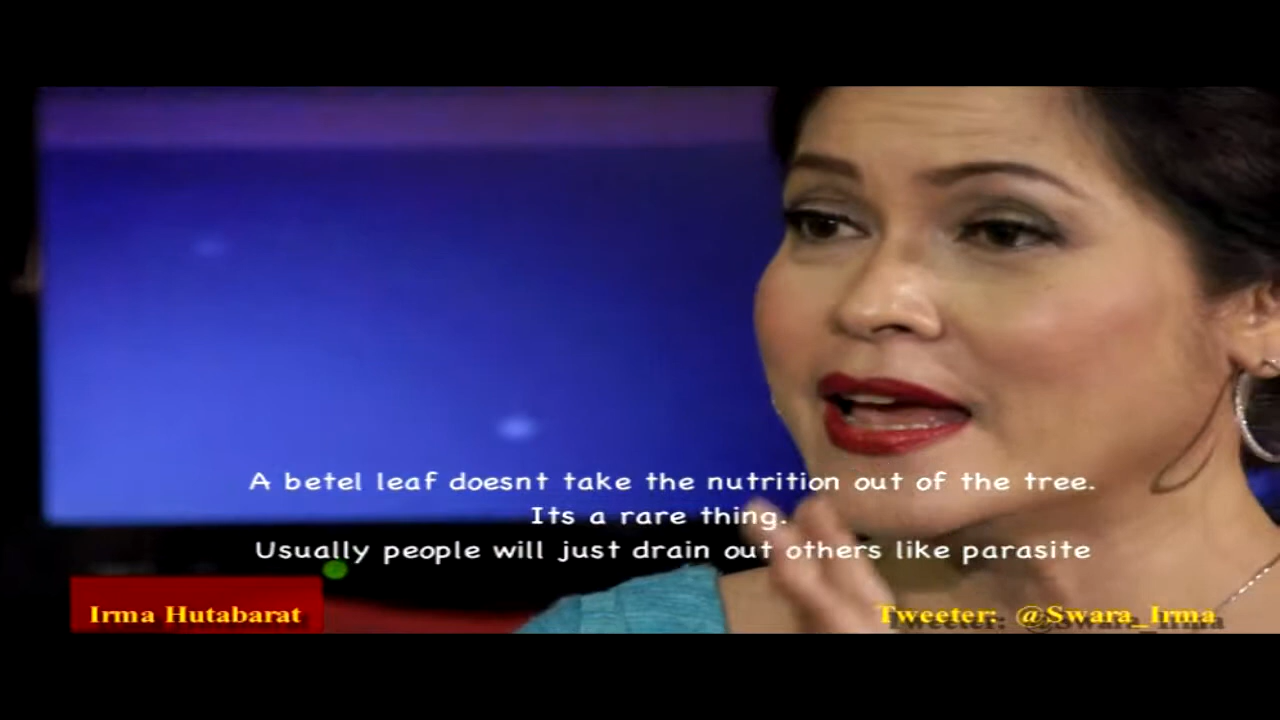 A betel leaf doesnt take the nutrition out of the tree.
Its a rare thing.
Usually people will just drain out others like parasite
Irma Hutabarat
Tweeter: @Swara_Irma